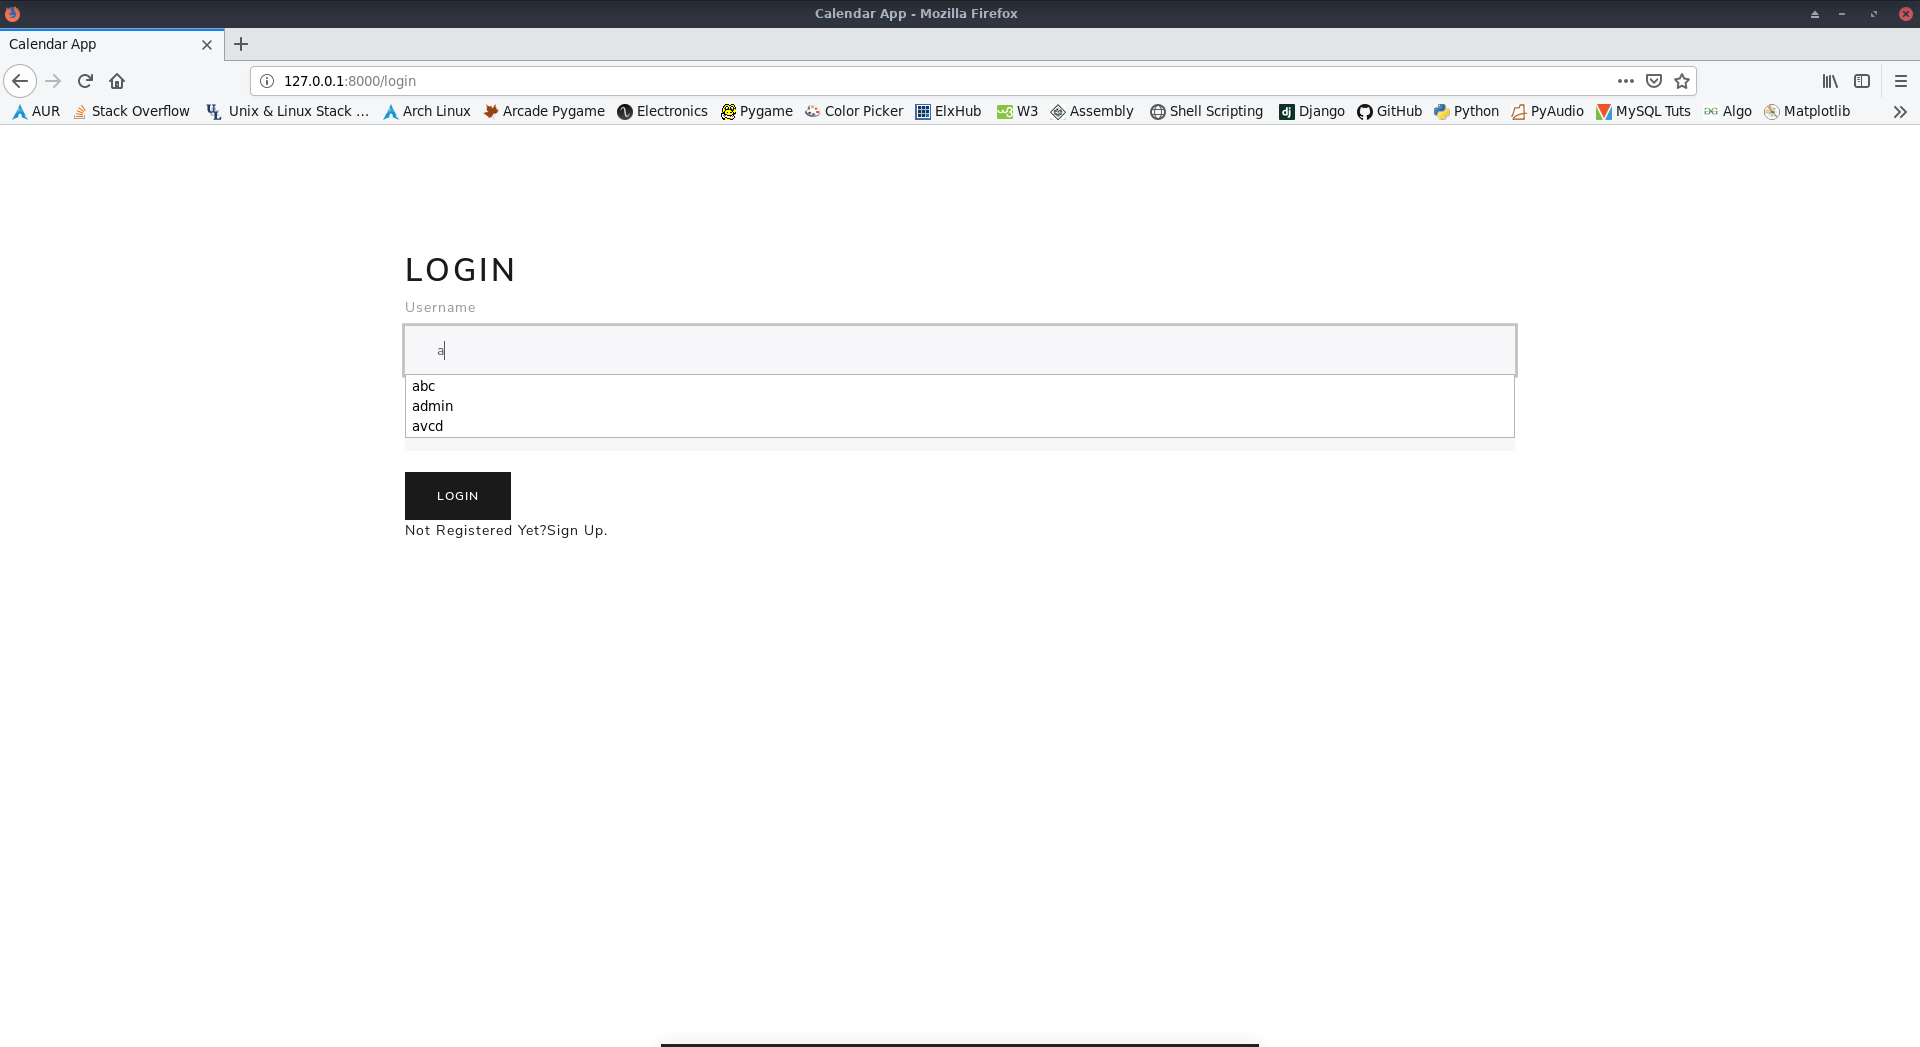 Calendar App - Mozilla Firefox
Calendar App
127.0.0.1:8000/login
AUR Stack Overflow Unix & Linux Stack ... Arch Linux Arcade Pygame Electronics Pygame Color Picker ElxHub W3 Assembly Shell Scripting Django GitHub Python PyAudio MySQL Tuts Algo Matplotlib
LOGIN
Username
a
abc
admin
avcd
LOGIN
Not Registered Yet?Sign Up.